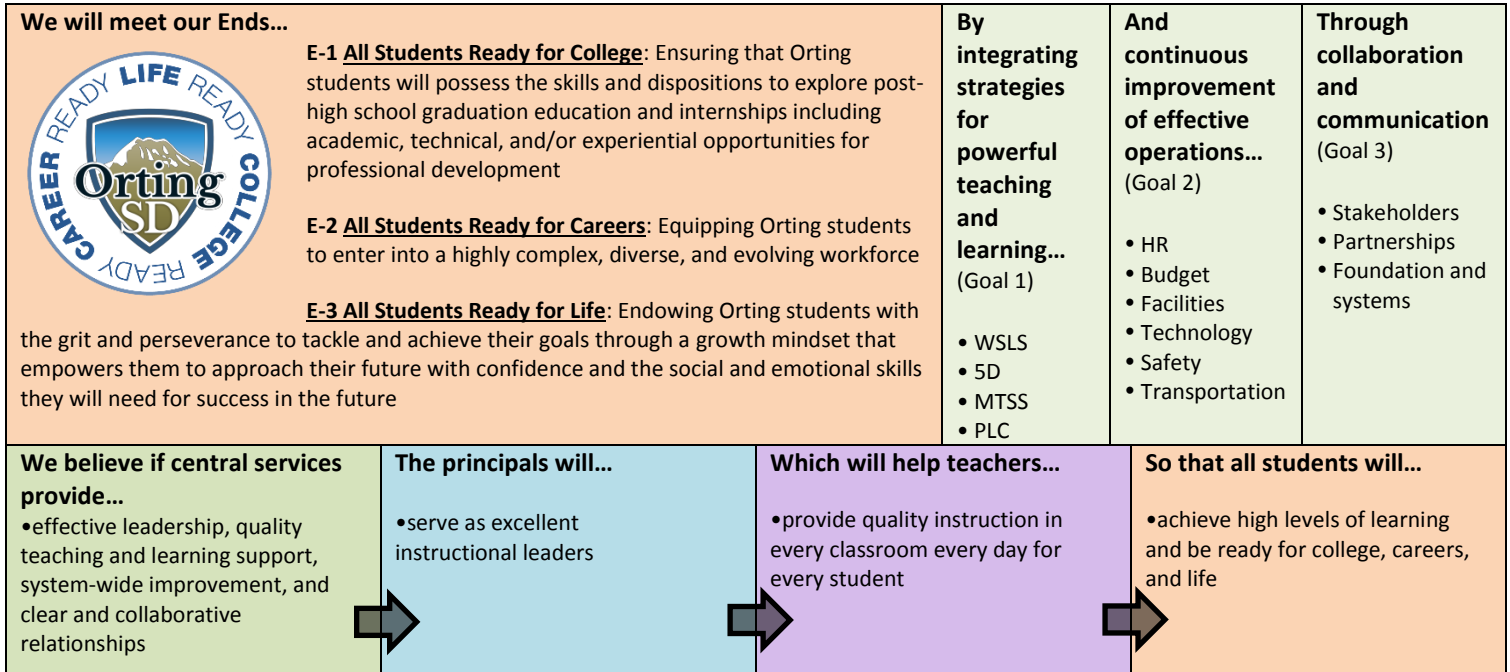 We will meet our Ends…
LIFE READY
COLLEGE READY
CAREER READY
Orting
SD
E-1 All Students Ready for College: Ensuring that Orting
students will possess the skills and dispositions to explore post-
high school graduation education and internships including
academic, technical, and/or experiential opportunities for
professional development
E-2 All Students Ready for Careers: Equipping Orting students
to enter into a highly complex, diverse, and evolving workforce
E-3 All Students Ready for Life: Endowing Orting students with
the grit and perseverance to tackle and achieve their goals through a growth mindset that
empowers them to approach their future with confidence and the social and emotional skills
they will need for success in the future
By
integrating
strategies
for
powerful
teaching
and
learning…
(Goal 1)
• WSLS
• 5D
• MTSS
• PLC
And
continuous
improvement
of effective
operations…
(Goal 2)
• HR
• Budget
• Facilities
• Technology
• Safety
• Transportation
Through
collaboration
and
communication
(Goal 3)
• Stakeholders
• Partnerships
• Foundation and
systems
We believe if central services
provide…
•effective leadership, quality
teaching and learning support,
system-wide improvement, and
clear and collaborative
relationships
The principals will…
•serve as excellent
instructional leaders
Which will help teachers…
•provide quality instruction in
every classroom every day for
every student
So that all students will…
•achieve high levels of learning
and be ready for college, careers,
and life